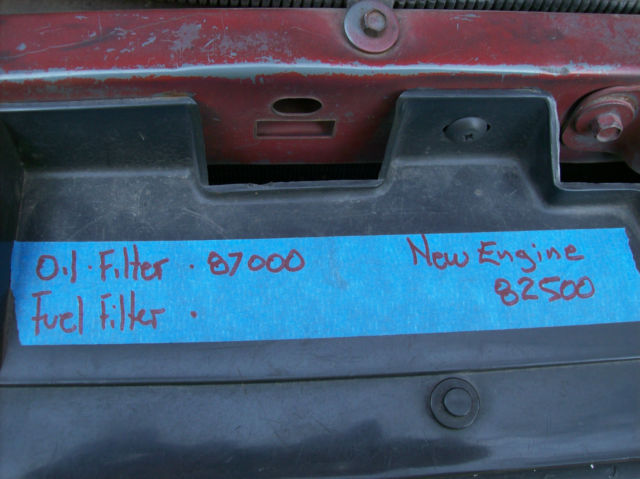 Oil · Filter · 87000
Fuel Filter ·
New Engine
82500